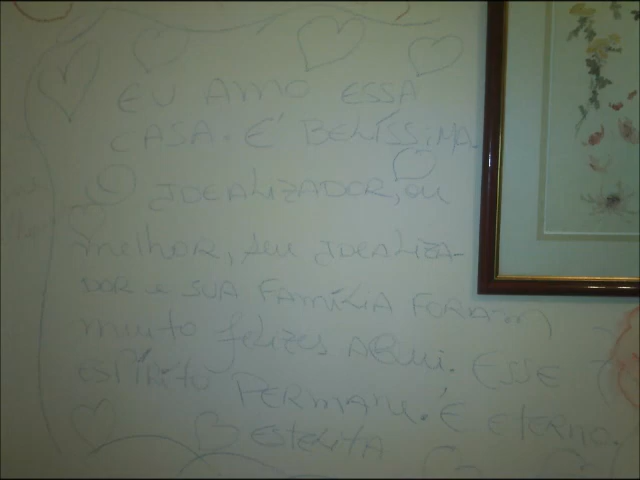 EU AMO ESSA
CASA. É BELÍSSIMA
O IDEALIZADOR, OU
melhor, seu IDEALIZA-
DOR e SUA FAMÍLIA FORAM
muito felizes AQUI. ESSE
ESPÍRITO PERMANECE. É ETERNO.